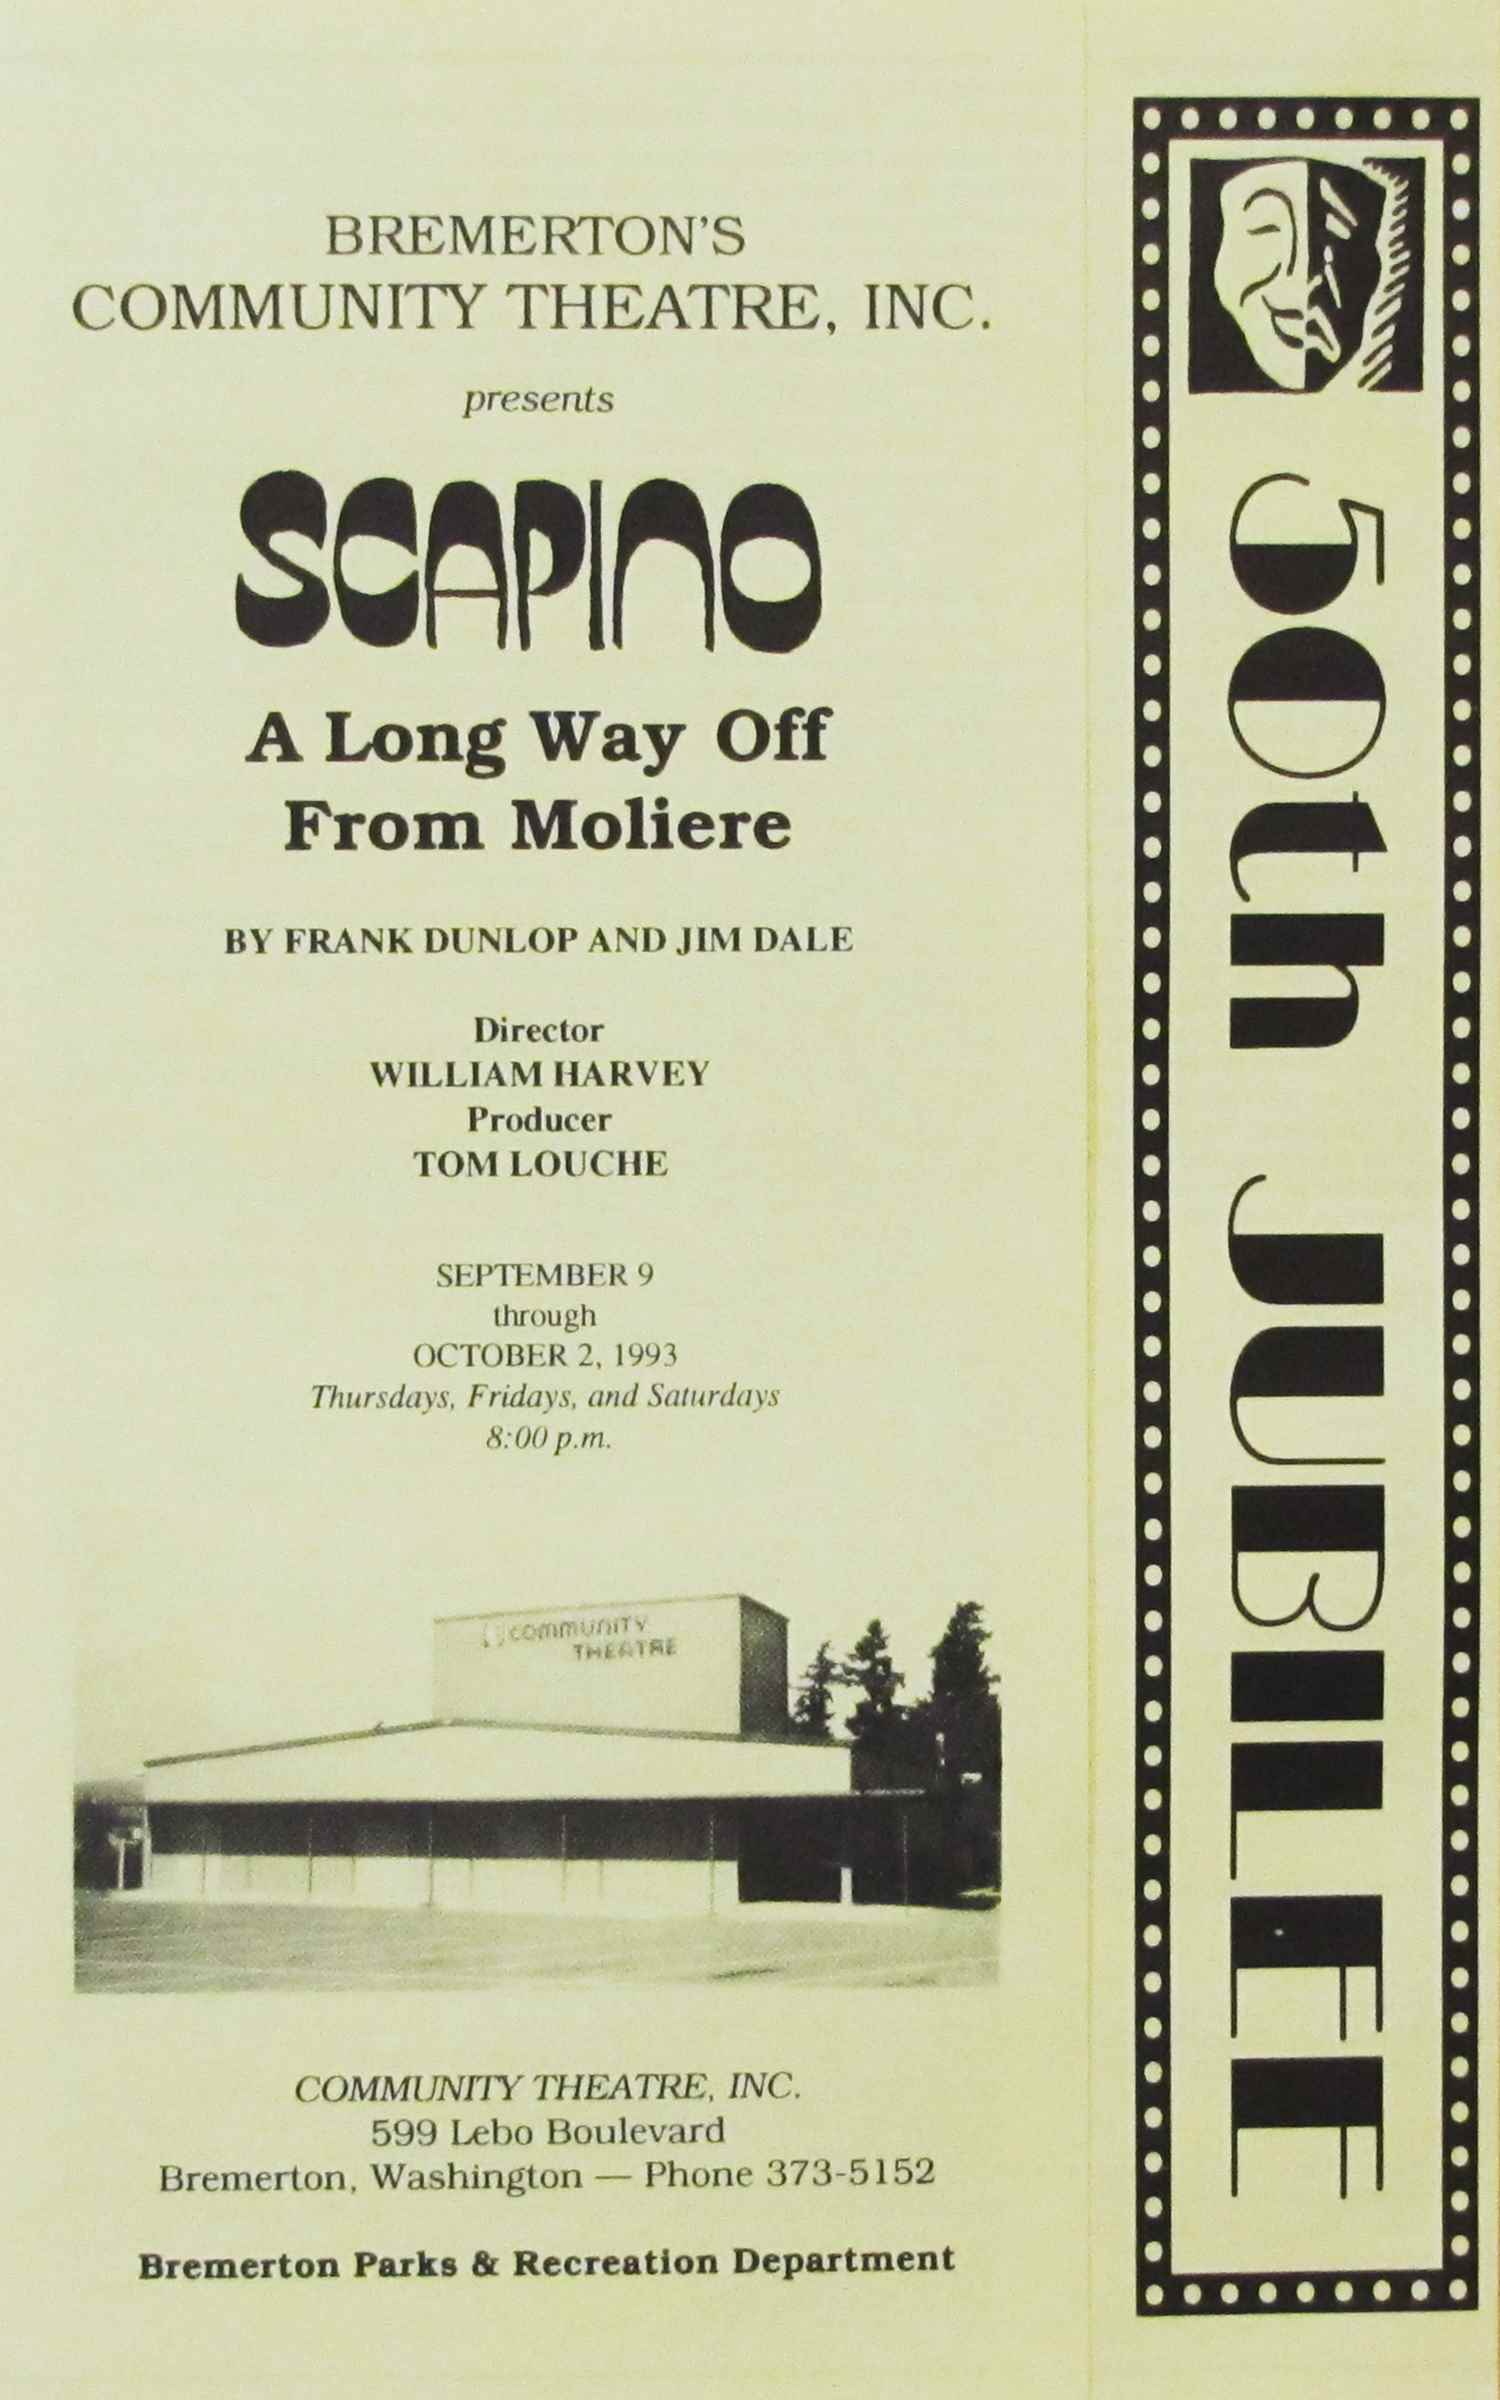 BREMERTON'S
COMMUNITY THEATRE, INC.
presents
SCAPINO
A Long Way Off
From Moliere
BY FRANK DUNLOP AND JIM DALE
Director
WILLIAM HARVEY
Producer
TOM LOUCHE
SEPTEMBER 9
through
OCTOBER 2, 1993
Thursdays, Fridays, and Saturdays
8:00 p.m.
COMMUNITY
THEATRE
COMMUNITY THEATRE, INC.
599 Lebo Boulevard
Bremerton, Washington — Phone 373-5152
Bremerton Parks & Recreation Department
50th JUBILEE